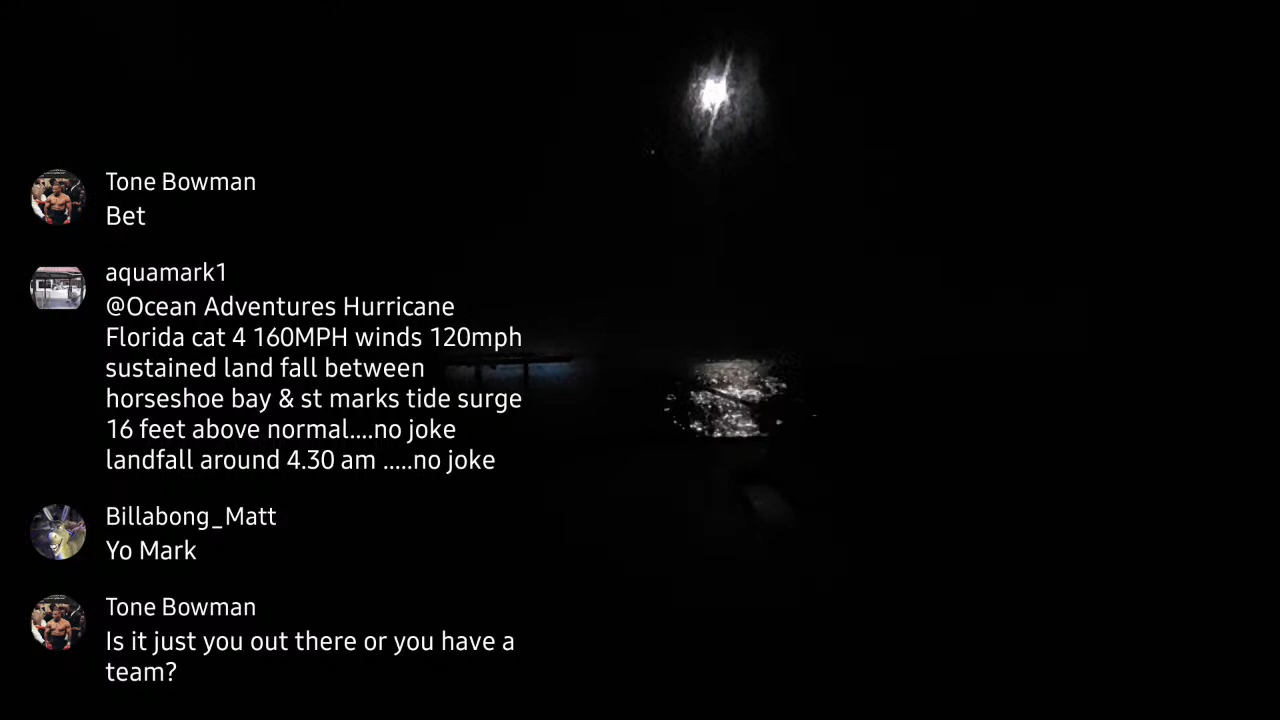 Tone Bowman
Bet
aquamark1
@Ocean Adventures Hurricane
Florida cat 4 160MPH winds 120mph
sustained land fall between
horseshoe bay & st marks tide surge
16 feet above normal....no joke
landfall around 4.30 am .....no joke
Billabong_Matt
Yo Mark
Tone Bowman
Is it just you out there or you have a
team?